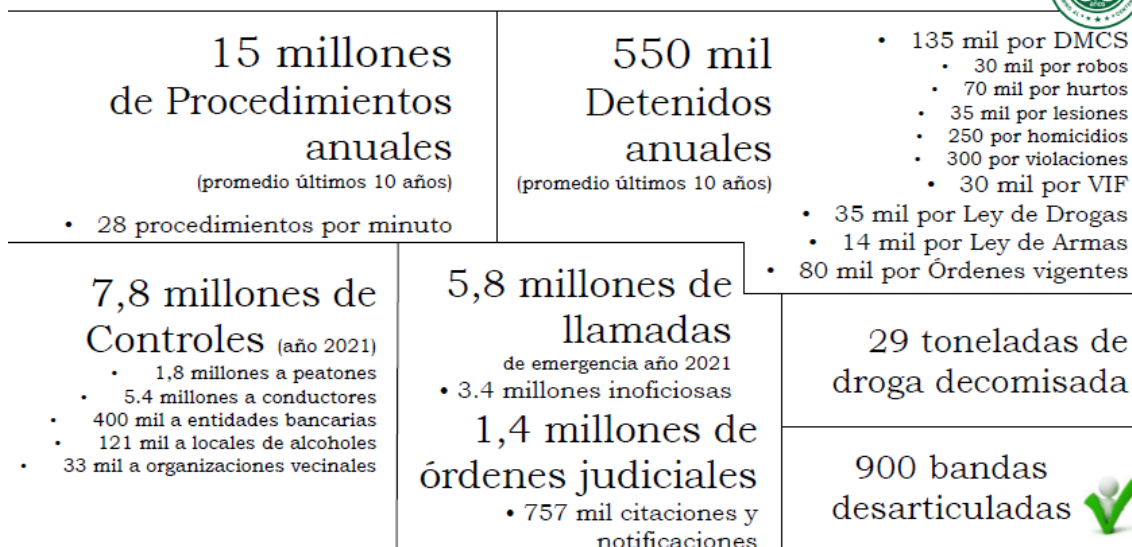 15 millones
de Procedimientos
anuales
(promedio últimos 10 años)
• 28 procedimientos por minuto
550 mil
Detenidos
anuales
(promedio últimos 10 años)
• 135 mil por DMCS
• 30 mil por robos
• 70 mil por hurtos
• 35 mil por lesiones
• 250 por homicidios
• 300 por violaciones
• 30 mil por VIF
• 35 mil por Ley de Drogas
• 14 mil por Ley de Armas
• 80 mil por Órdenes vigentes
7,8 millones de
Controles (año 2021)
• 1,8 millones a peatones
• 5.4 millones a conductores
• 400 mil a entidades bancarias
• 121 mil a locales de alcoholes
• 33 mil a organizaciones vecinales
5,8 millones de
llamadas
de emergencia año 2021
• 3.4 millones inoficiosas
1,4 millones de
órdenes judiciales
• 757 mil citaciones y
notificaciones
29 toneladas de
droga decomisada
900 bandas
desarticuladas